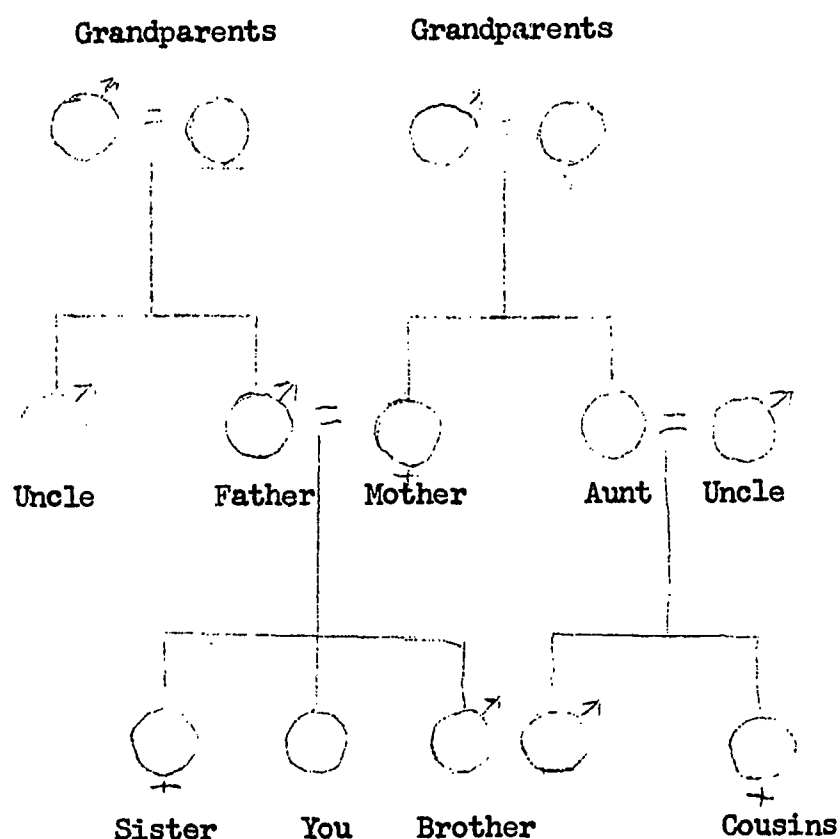 Grandparents Grandparents
Uncle Father Mother Aunt Uncle
Sister You Brother Cousins